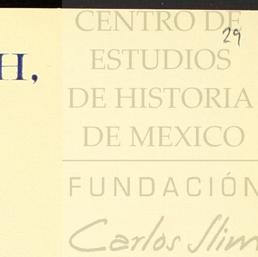 CENTRO DE
29
ESTUDIOS
H,
DE HISTORIA
DE MEXICO
FUNDACIÓN
Carlos Slim